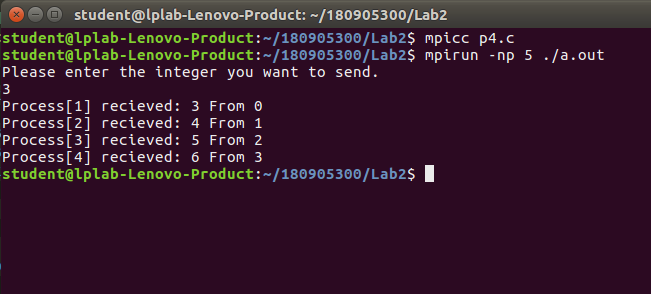 student@lplab-Lenovo-Product: ~/180905300/Lab2
student@lplab-Lenovo-Product:~/180905300/Lab2$ mpicc p4.c
student@lplab-Lenovo-Product:~/180905300/Lab2$ mpirun -np 5 ./a.out
Please enter the integer you want to send.
3
Process[1] recieved: 3 From 0
Process[2] recieved: 4 From 1
Process[3] recieved: 5 From 2
Process[4] recieved: 6 From 3
student@lplab-Lenovo-Product:~/180905300/Lab2$